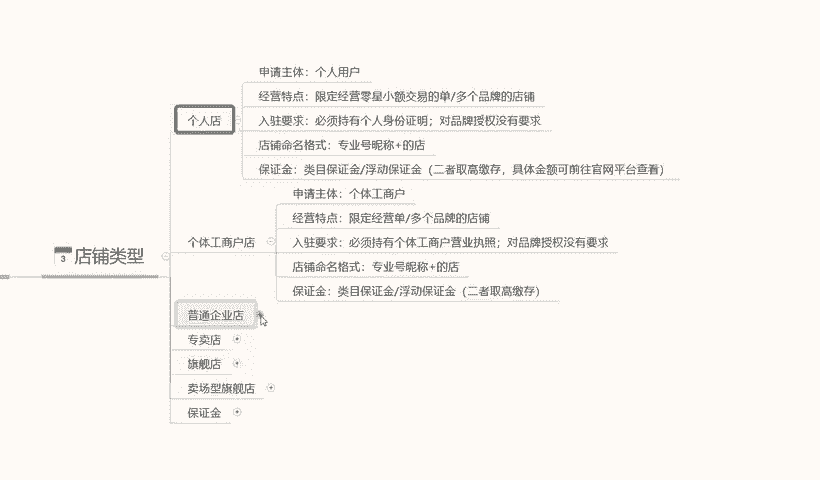 申请主体：个人用户
经营特点：限定经营零星小额交易的单/多个品牌的店铺
个人店
入驻要求：必须持有个人身份证明；对品牌授权没有要求
店铺命名格式：专业号昵称+的店
保证金：类目保证金/浮动保证金（二者取高缴存，具体金额可前往官网平台查看）
申请主体：个体工商户
经营特点：限定经营单/多个品牌的店铺
个体工商户店
入驻要求：必须持有个体工商户营业执照；对品牌授权没有要求
3 店铺类型
店铺命名格式：专业号昵称+的店
保证金：类目保证金/浮动保证金（二者取高缴存）
普通企业店
专卖店
旗舰店
卖场型旗舰店
保证金